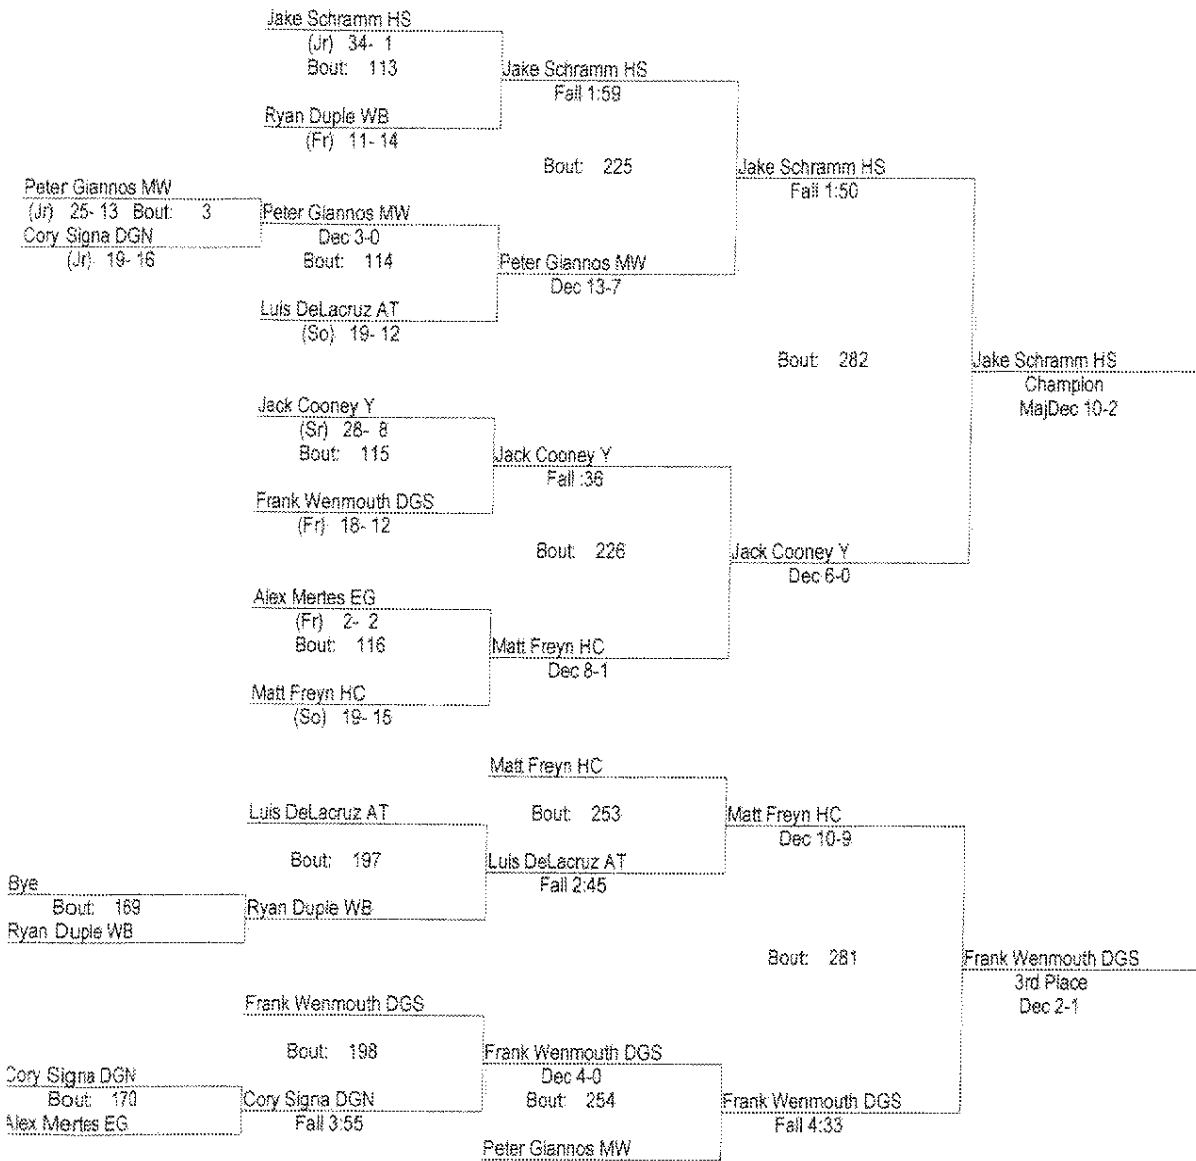 Jake Schramm HS
(Jr) 34- 1
Bout: 113
Jake Schramm HS
Fall 1:59
Ryan Duple WB
(Fr) 11- 14
Bout: 225
Jake Schramm HS
Fall 1:50
Peter Giannos MW
(Jr) 25- 13 Bout: 3
Cory Signa DGN
(Jr) 19- 16
Peter Giannos MW
Dec 3-0
Bout: 114
Peter Giannos MW
Dec 13-7
Luis DeLacruz AT
(So) 19- 12
Bout: 282
Jake Schramm HS
Champion
MajDec 10-2
Jack Cooney Y
(Sr) 28- 8
Bout: 115
Jack Cooney Y
Fall :36
Frank Wenmouth DGS
(Fr) 18- 12
Bout: 226
Jack Cooney Y
Dec 6-0
Alex Mertes EG
(Fr) 2- 2
Bout: 116
Matt Freyn HC
Dec 8-1
Matt Freyn HC
(So) 19- 15
Matt Freyn HC
Bout: 253
Matt Freyn HC
Dec 10-9
Luis DeLacruz AT
Bout: 197
Luis DeLacruz AT
Fall 2:45
Bye
Bout: 169
Ryan Duple WB
Ryan Duple WB
Bout: 281
Frank Wenmouth DGS
3rd Place
Dec 2-1
Frank Wenmouth DGS
Bout: 198
Frank Wenmouth DGS
Dec 4-0
Bout: 254
Frank Wenmouth DGS
Fall 4:33
Cory Signa DGN
Bout: 170
Alex Mertes EG
Cory Signa DGN
Fall 3:55
Peter Giannos MW